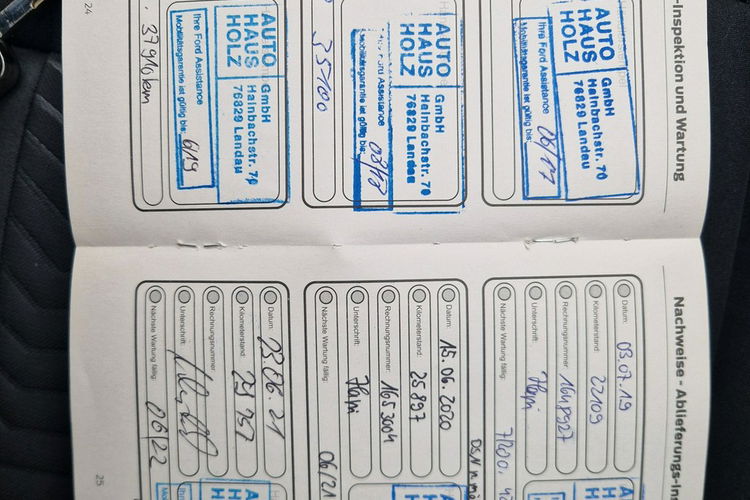 -Inspektion und Wartung
AUTO
HAUS
HOLZ
GmbH
Hainbachstr. 70
76829 Landau
Ihre Ford Assistance
Mobilitätsgarantie ist gültig bis:
06/17
AUTO
HAUS
HOLZ
GmbH
Hainbachstr. 70
76829 Landau
Ford Assistance
Mobilitätsgarantie ist gültig bis:
08/18
35100
AUTO
HAUS
HOLZ
GmbH
Hainbachstr. 70
76829 Landau
Ihre Ford Assistance
Mobilitätsgarantie ist gültig bis:
6/19
37910 km
24
Nachweise - Ablieferungs-In
Datum: 03.07.19
Kilometerstand: 22109
Rechnungsnummer: 1648927
Unterschrift:
Nächste Wartung fällig:
Datum: 15.06.2020
Kilometerstand: 25897
Rechnungsnummer: 1653004
Unterschrift:
Nächste Wartung fällig: 06/21
Datum: 23.06.21
Kilometerstand: 29757
Rechnungsnummer:
Unterschrift:
Nächste Wartung fällig: 06/22
25